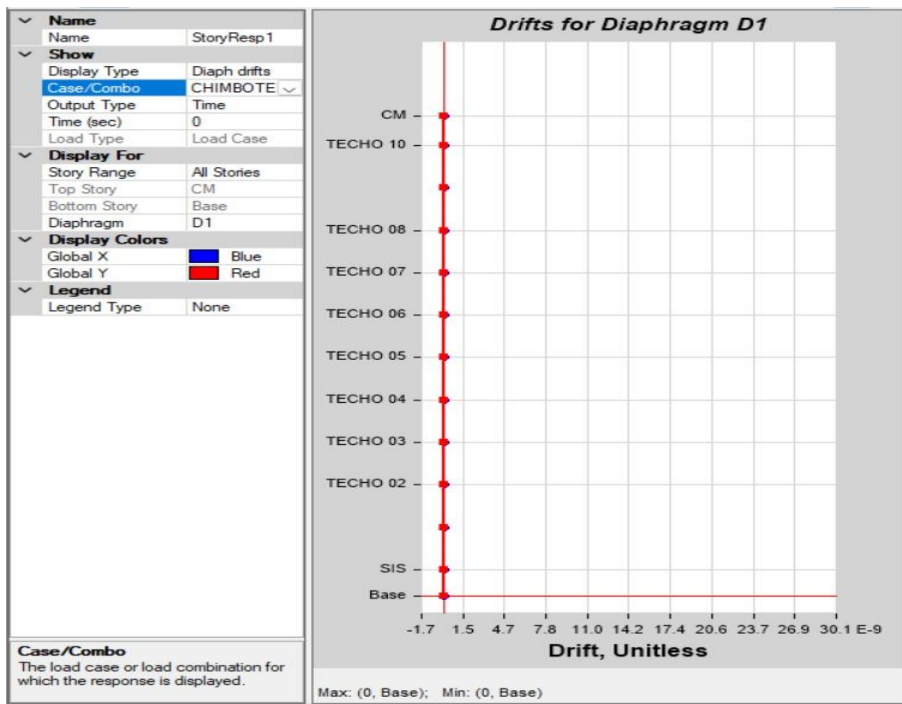 Name
Name StoryResp1
Show
Display Type Diaph drifts
Case/Combo CHIMBOTE
Output Type Time
Time (sec) 0
Load Type Load Case
Display For
Story Range All Stories
Top Story CM
Bottom Story Base
Diaphragm D1
Display Colors
Global X Blue
Global Y Red
Legend
Legend Type None
Case/Combo
The load case or load combination for
which the response is displayed.
Drifts for Diaphragm D1
CM
TECHO 10
TECHO 08
TECHO 07
TECHO 06
TECHO 05
TECHO 04
TECHO 03
TECHO 02
SIS
Base
-1.7 1.5 4.7 7.8 11.0 14.2 17.4 20.6 23.7 26.9 30.1 E-9
Drift, Unitless
Max: (0, Base); Min: (0, Base)